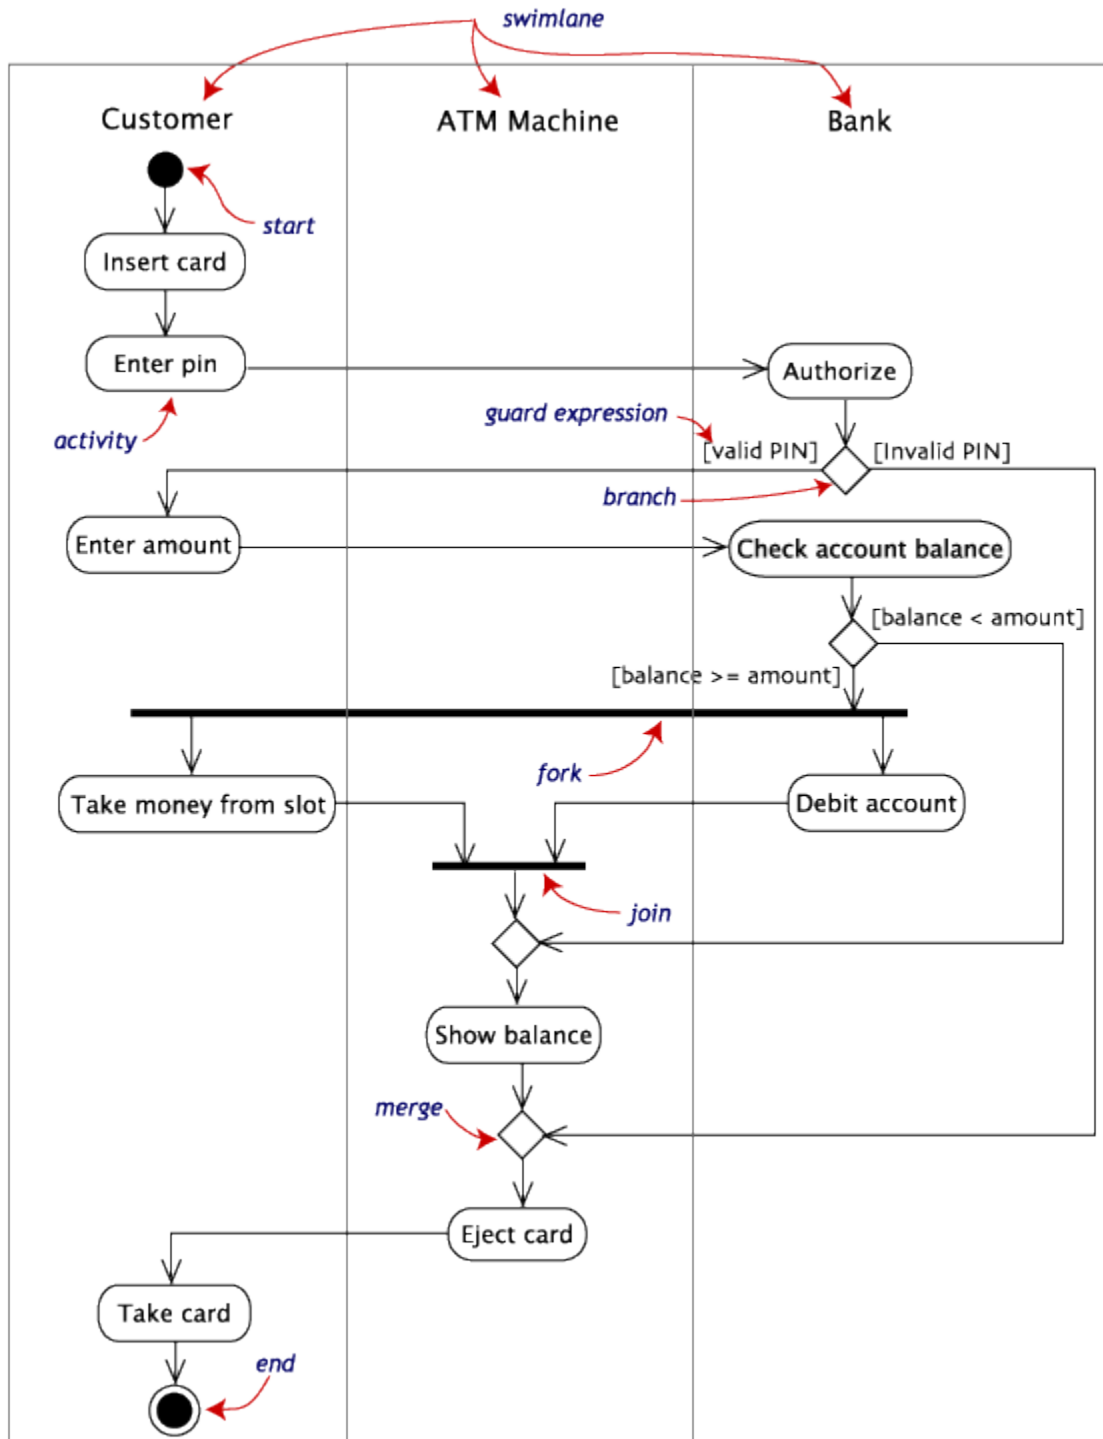 swimlane
Customer
ATM Machine
Bank
start
Insert card
Enter pin
Authorize
activity
guard expression
[valid PIN]
[Invalid PIN]
branch
Enter amount
Check account balance
[balance < amount]
[balance >= amount]
fork
Take money from slot
Debit account
join
Show balance
merge
Eject card
Take card
end